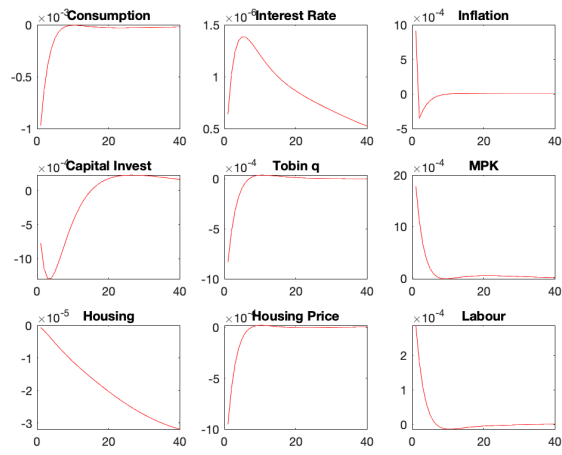 ×10⁻³ Consumption
0
-0.5
-1
0 20 40
×10⁻⁶ Interest Rate
1.5
1
0.5
0 20 40
×10⁻⁴ Inflation
10
5
0
-5
0 20 40
×10⁻⁴ Capital Invest
0
-5
-10
0 20 40
×10⁻⁴ Tobin q
0
-5
-10
0 20 40
×10⁻⁴ MPK
20
10
0
0 20 40
×10⁻⁵ Housing
0
-1
-2
-3
0 20 40
×10 Housing Price
0
-5
-10
0 20 40
×10⁻⁴ Labour
2
1
0
0 20 40